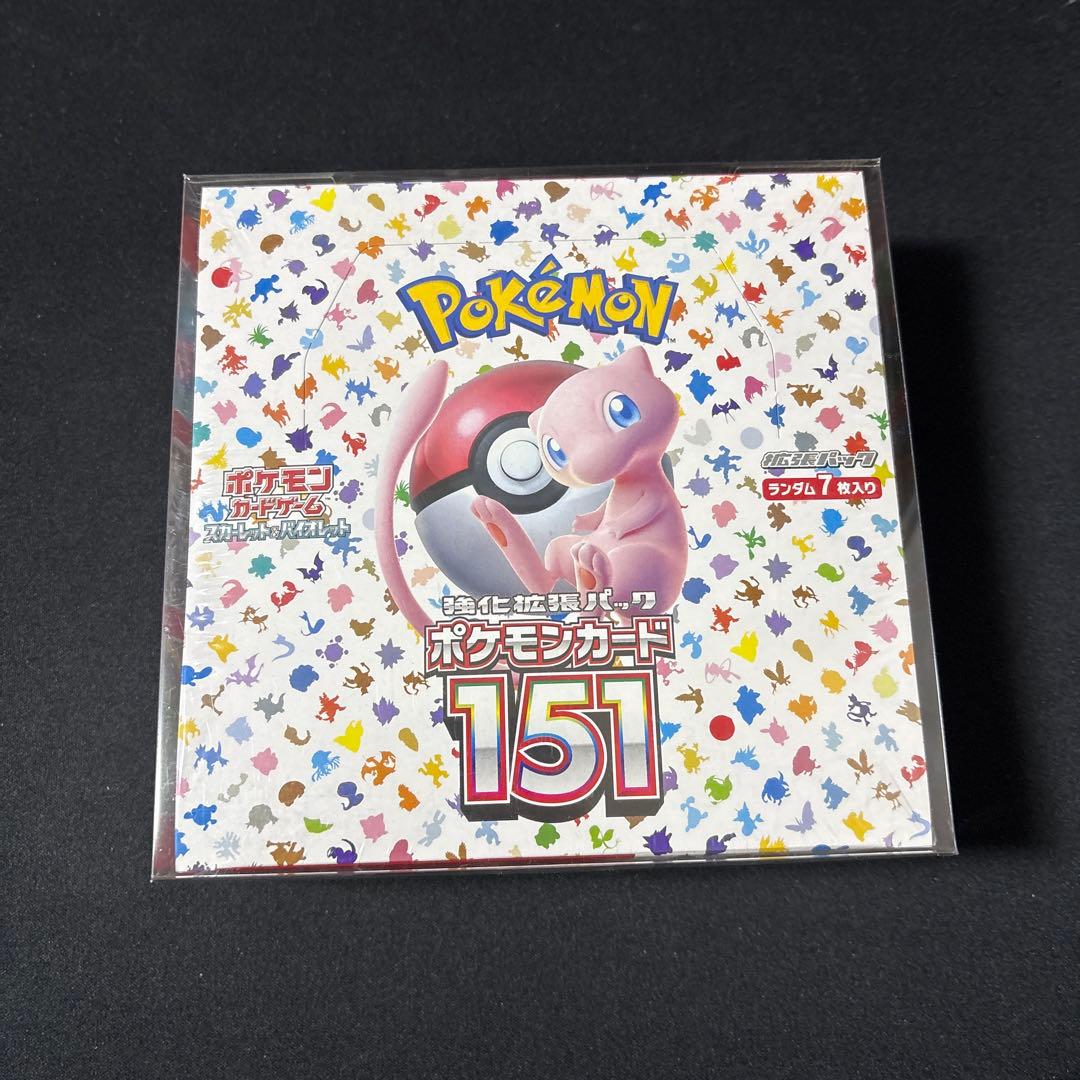 POKéMON
TM
ポケモン
カードゲーム
スカーレット&バイオレット
拡張パック
ランダム7枚入り
強化拡張パック
ポケモンカード
151